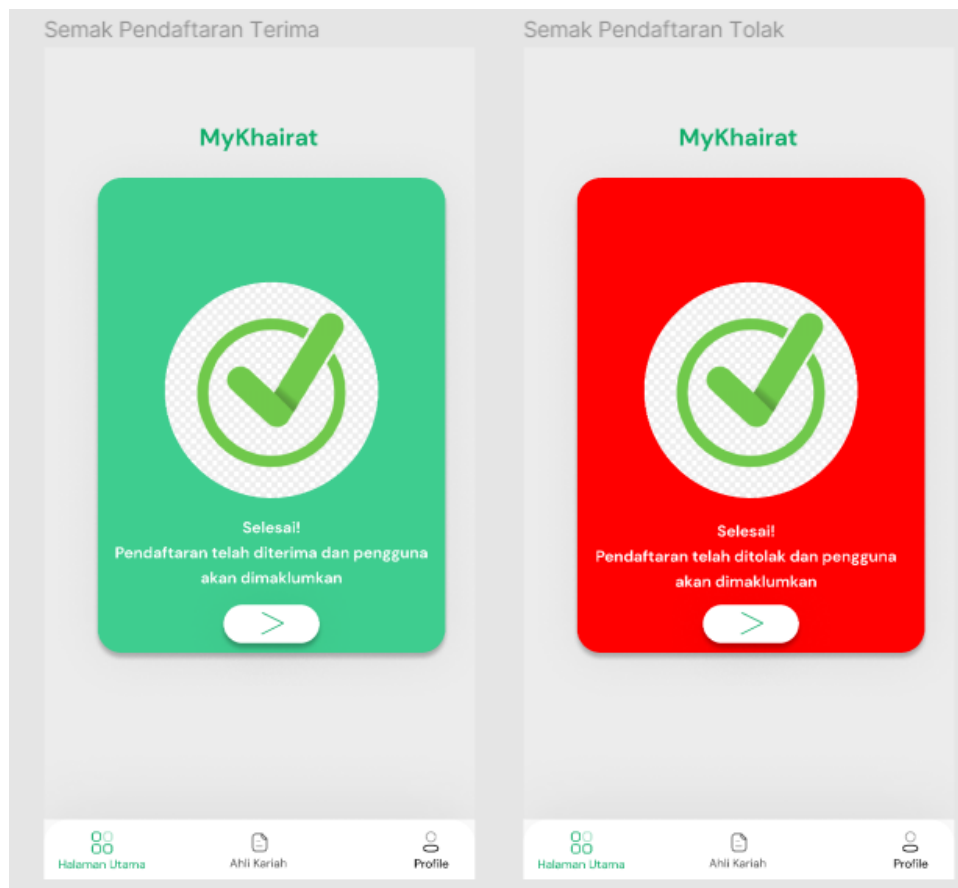 Semak Pendaftaran Terima
MyKhairat
Selesai!
Pendaftaran telah diterima dan pengguna
akan dimaklumkan
>
Halaman Utama
Ahli Kariah
Profile
Semak Pendaftaran Tolak
MyKhairat
Selesai!
Pendaftaran telah ditolak dan pengguna
akan dimaklumkan
>
Halaman Utama
Ahli Kariah
Profile